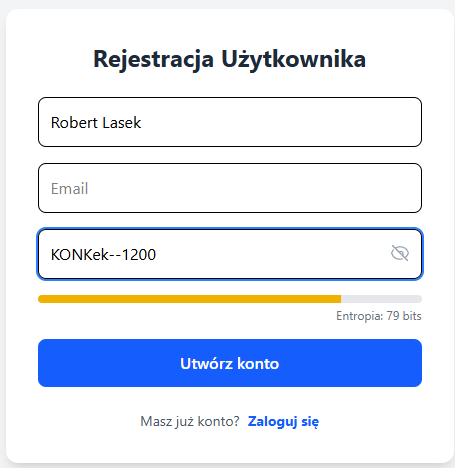 Rejestracja Użytkownika
Robert Lasek
Email
KONKek--1200
Entropia: 79 bits
Utwórz konto
Masz już konto? Zaloguj się